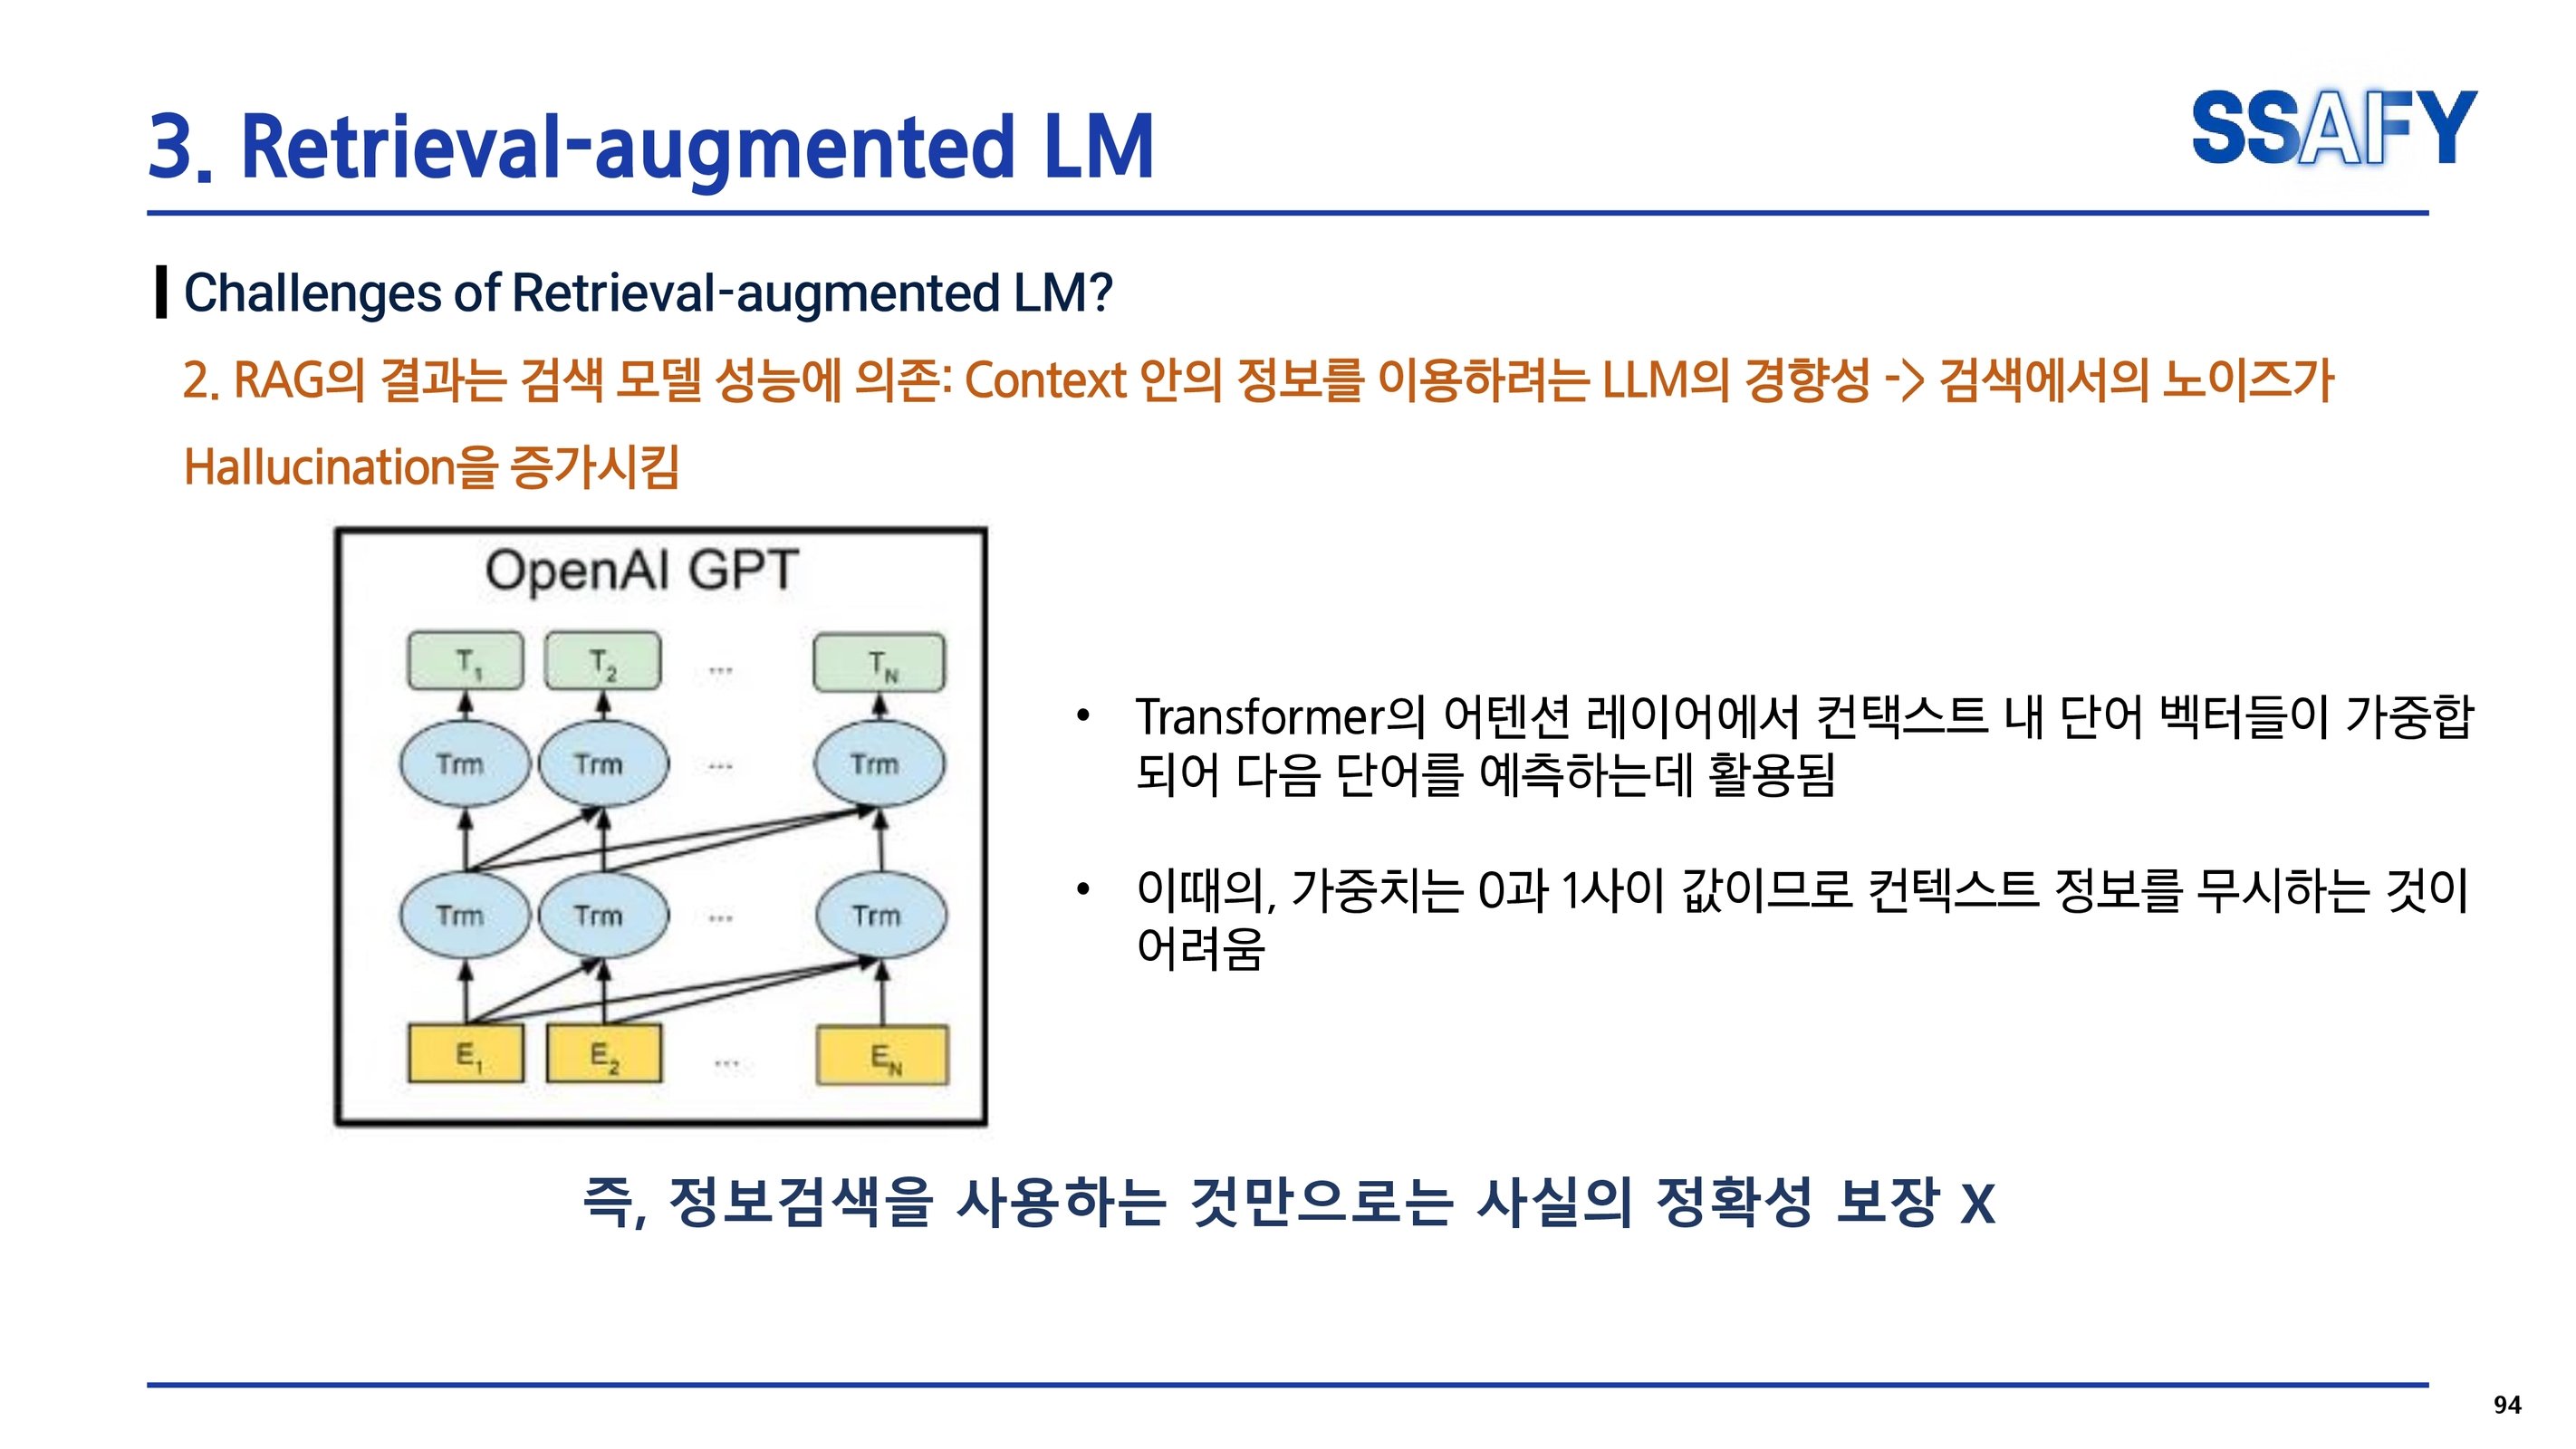 3. Retrieval-augmented LM
SSAFY
Challenges of Retrieval-augmented LM?
2. RAG의 결과는 검색 모델 성능에 의존: Context 안의 정보를 이용하려는 LLM의 경향성 -> 검색에서의 노이즈가
Hallucination을 증가시킴
OpenAI GPT
T1 T2 ... TN
Trm Trm ... Trm
Trm Trm ... Trm
E1 E2 ... EN
• Transformer의 어텐션 레이어에서 컨택스트 내 단어 벡터들이 가중합
되어 다음 단어를 예측하는데 활용됨
• 이때의, 가중치는 0과 1사이 값이므로 컨텍스트 정보를 무시하는 것이
어려움
즉, 정보검색을 사용하는 것만으로는 사실의 정확성 보장 X
94